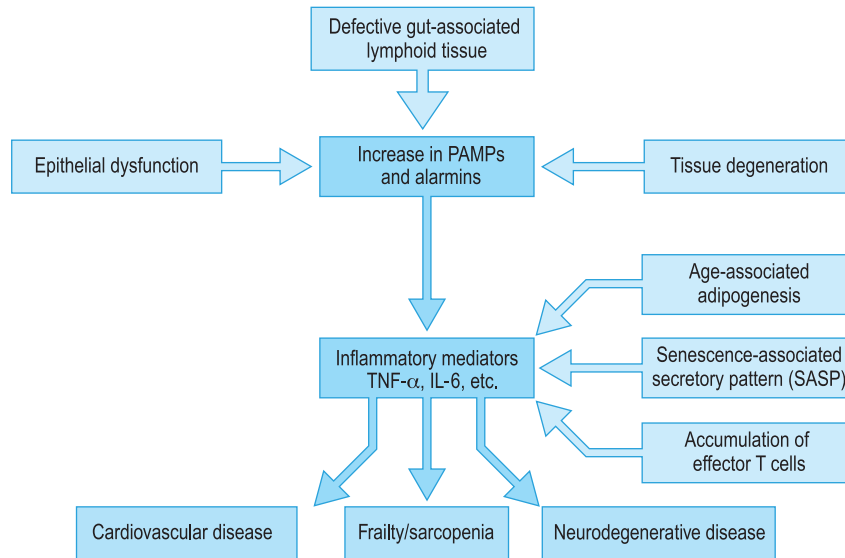 Defective gut-associated
lymphoid tissue
Epithelial dysfunction
Increase in PAMPs
and alarmins
Tissue degeneration
Age-associated
adipogenesis
Inflammatory mediators
TNF-α, IL-6, etc.
Senescence-associated
secretory pattern (SASP)
Accumulation of
effector T cells
Cardiovascular disease
Frailty/sarcopenia
Neurodegenerative disease